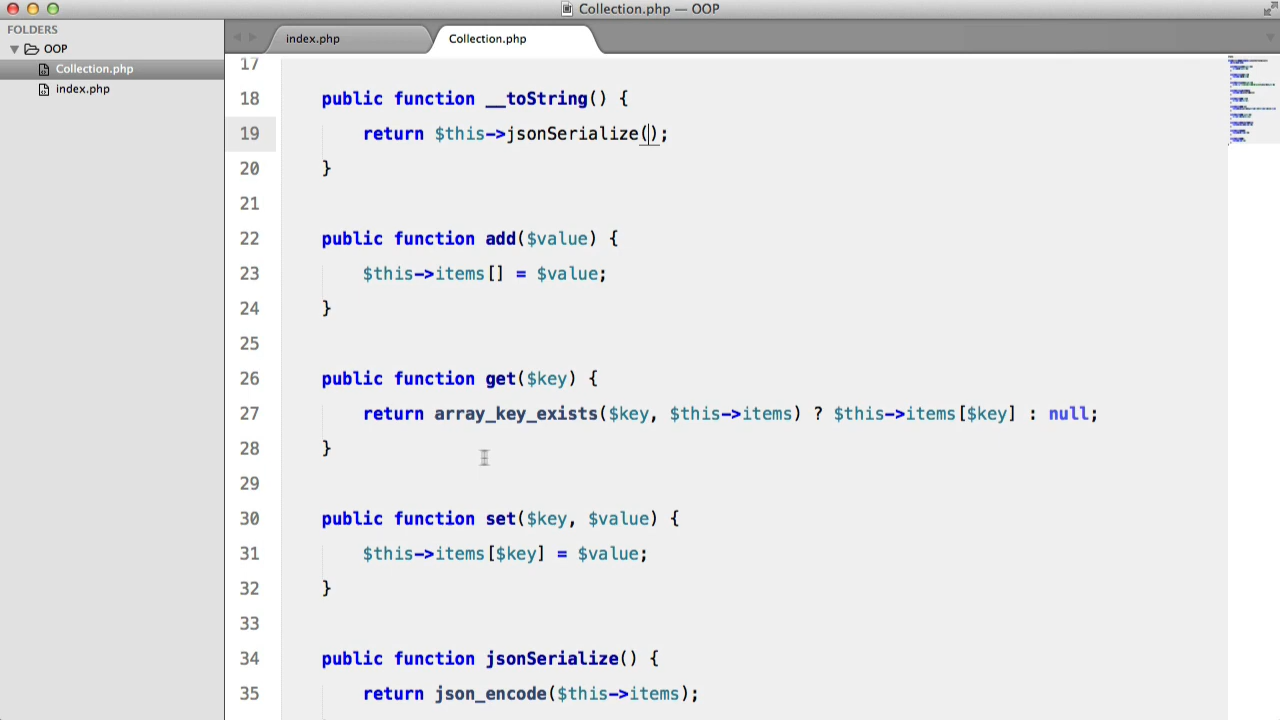 Collection.php — OOP
FOLDERS
OOP
Collection.php
index.php
index.php
Collection.php
17
18 public function __toString() {
19 return $this->jsonSerialize();
20 }
21
22 public function add($value) {
23 $this->items[] = $value;
24 }
25
26 public function get($key) {
27 return array_key_exists($key, $this->items) ? $this->items[$key] : null;
28 }
29
30 public function set($key, $value) {
31 $this->items[$key] = $value;
32 }
33
34 public function jsonSerialize() {
35 return json_encode($this->items);